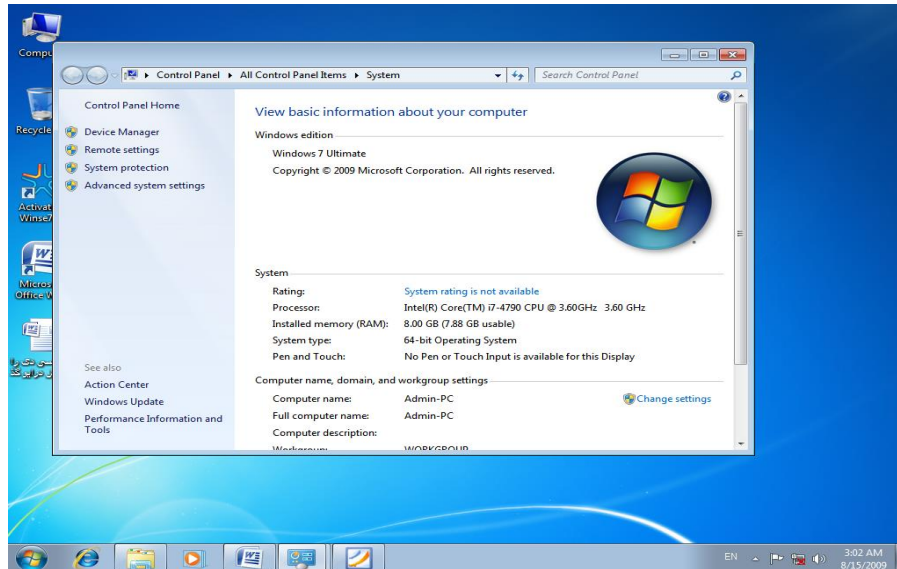 Compu
Recycle
Activat
Winse7
Micros
Office W
Control Panel
All Control Panel Items
System
Search Control Panel
Control Panel Home
Device Manager
Remote settings
System protection
Advanced system settings
See also
Action Center
Windows Update
Performance Information and
Tools
View basic information about your computer
Windows edition
Windows 7 Ultimate
Copyright © 2009 Microsoft Corporation. All rights reserved.
System
Rating: System rating is not available
Processor: Intel(R) Core(TM) i7-4790 CPU @ 3.60GHz 3.60 GHz
Installed memory (RAM): 8.00 GB (7.88 GB usable)
System type: 64-bit Operating System
Pen and Touch: No Pen or Touch Input is available for this Display
Computer name, domain, and workgroup settings
Computer name: Admin-PC
Change settings
Full computer name: Admin-PC
Computer description:
Workgroup: WORKGROUP
EN
3:02 AM
8/15/2009